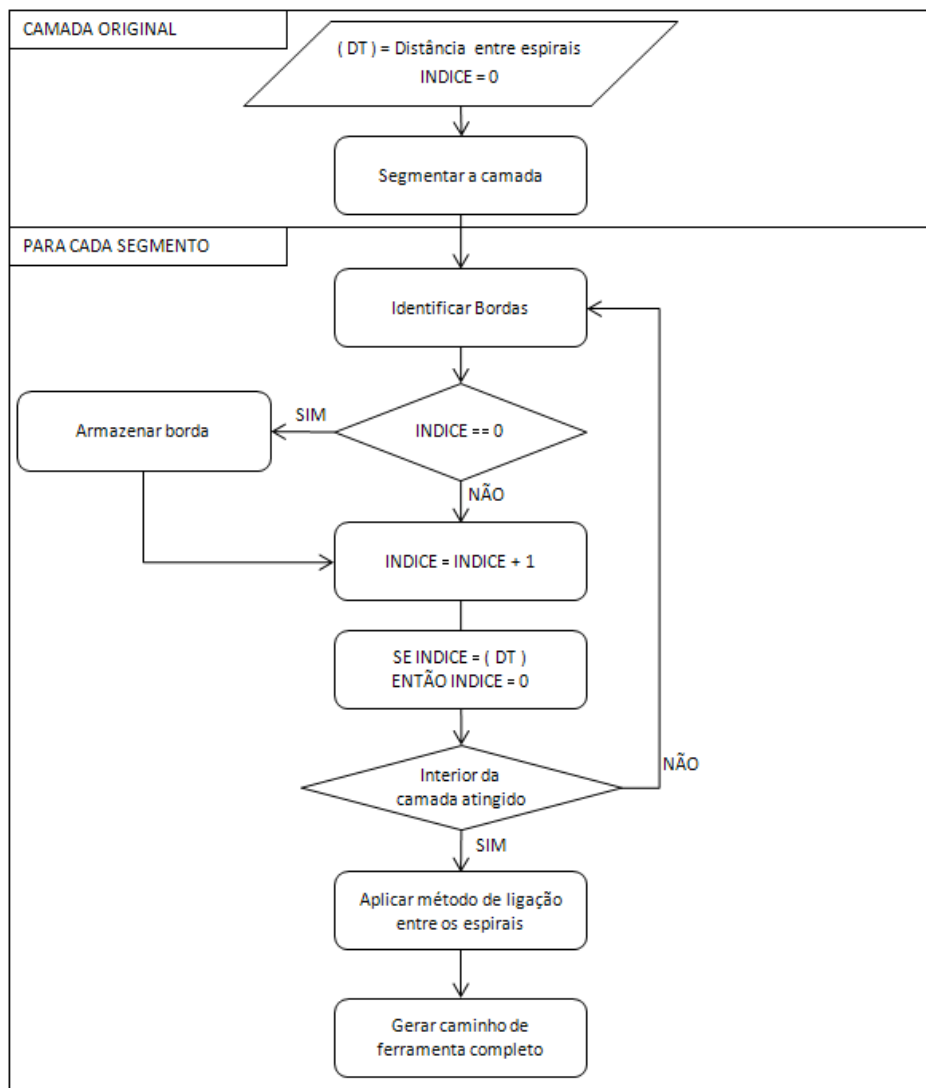 CAMADA ORIGINAL
( DT ) = Distância entre espirais
INDICE = 0
Segmentar a camada
PARA CADA SEGMENTO
Identificar Bordas
SIM
Armazenar borda
INDICE == 0
NÃO
INDICE = INDICE + 1
SE INDICE = ( DT )
ENTÃO INDICE = 0
NÃO
Interior da
camada atingido
SIM
Aplicar método de ligação
entre os espirais
Gerar caminho de
ferramenta completo